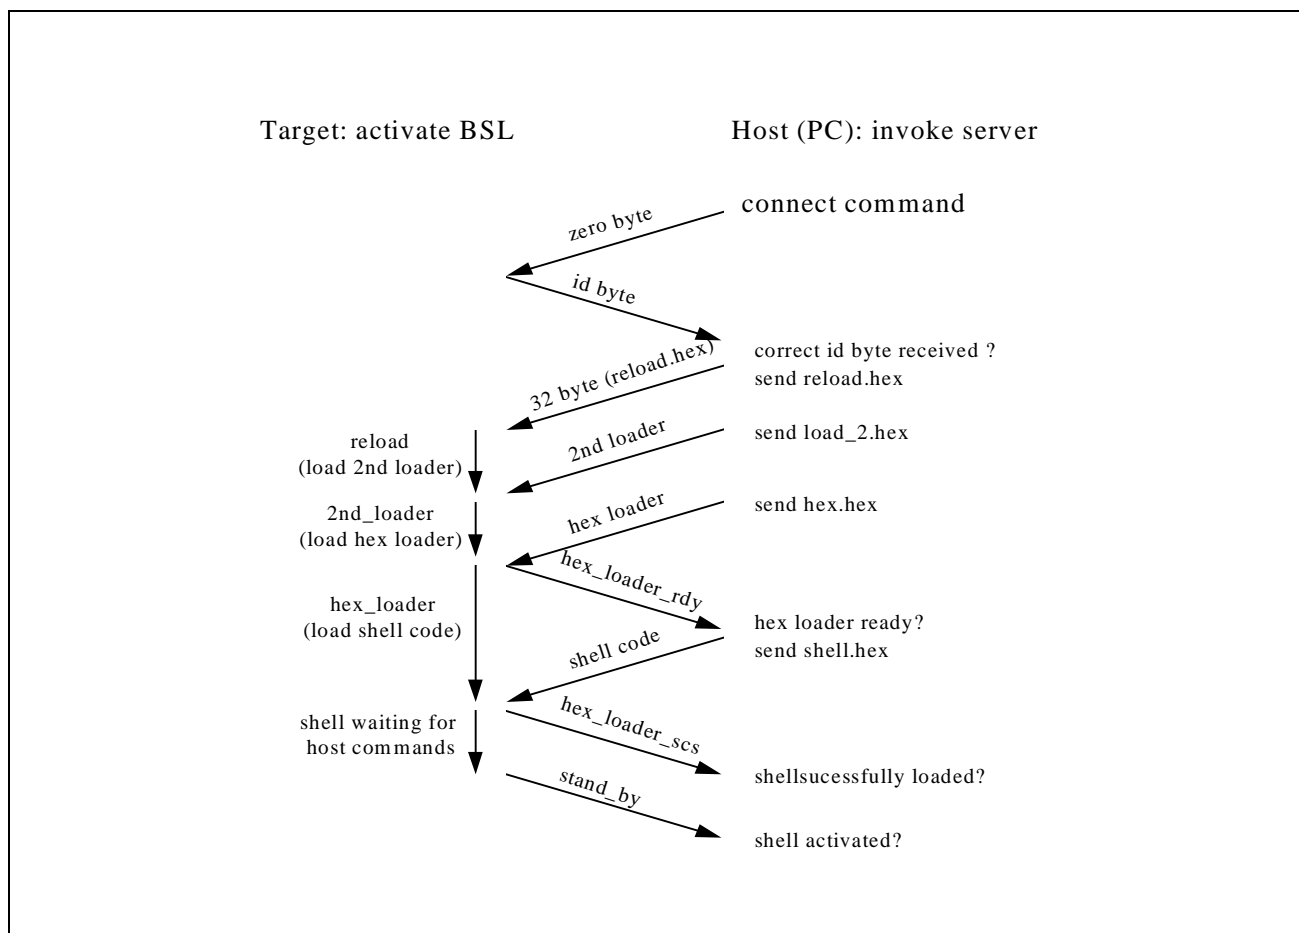 Target: activate BSL
Host (PC): invoke server
connect command
zero byte
id byte
correct id byte received ?
32 byte (reload.hex)
send reload.hex
reload
(load 2nd loader)
2nd loader
send load_2.hex
2nd_loader
(load hex loader)
hex loader
send hex.hex
hex_loader_rdy
hex_loader
(load shell code)
hex loader ready?
shell code
send shell.hex
shell waiting for
host commands
hex_loader_scs
shellsucessfully loaded?
stand_by
shell activated?